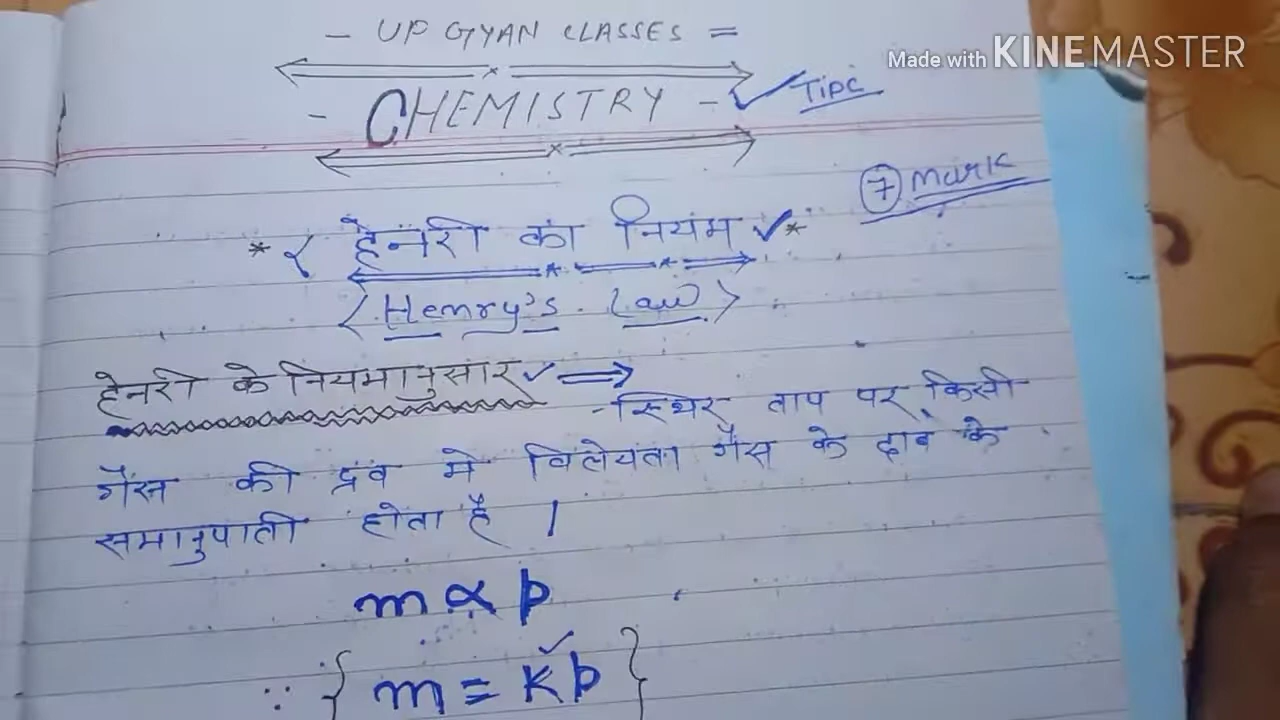 - UP GYAN CLASSES =
Made with KINEMASTER
- CHEMISTRY - ✓ Tipc
7 mark
* { हैनरी का नियम ✓ *
< Henry's Law >
हेनरी के नियमानुसार ✓ ⇒
- स्थिर ताप पर किसी
गैस की द्रव मे विलेयता गैस के दाब के
समानुपाती होता है ।
m ∝ p
∵ { m = Kp }